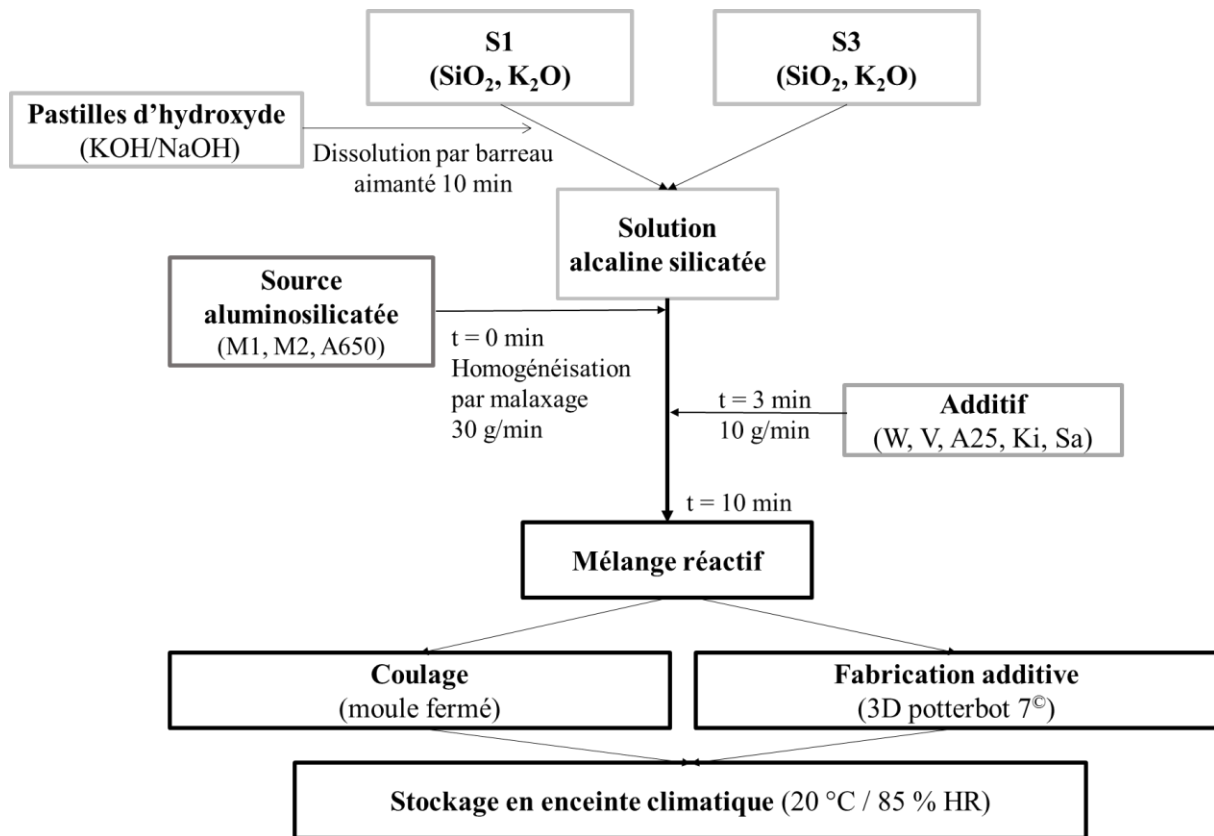 S1
(SiO₂, K₂O)
S3
(SiO₂, K₂O)
Pastilles d’hydroxyde
(KOH/NaOH)
Dissolution par barreau
aimanté 10 min
Solution
alcaline silicatée
Source
aluminosilicatée
(M1, M2, A650)
t = 0 min
Homogénéisation
par malaxage
30 g/min
t = 3 min
10 g/min
Additif
(W, V, A25, Ki, Sa)
t = 10 min
Mélange réactif
Coulage
(moule fermé)
Fabrication additive
(3D potterbot 7©)
Stockage en enceinte climatique (20 °C / 85 % HR)